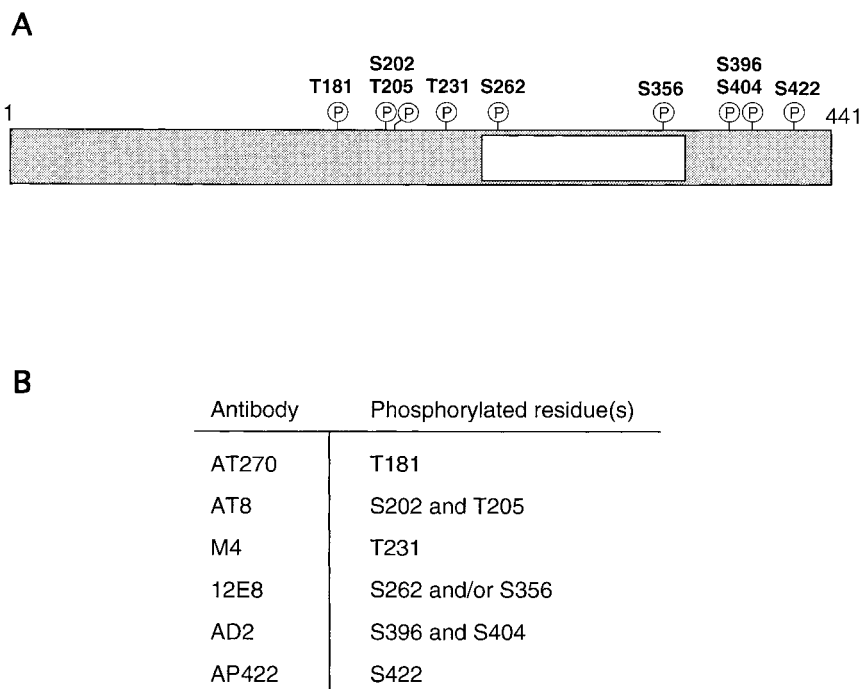 A
S202 S396
T181 T205 T231 S262 S356 S404 S422
P P P P P P P P P
1 441
B
Antibody Phosphorylated residue(s)
AT270 T181
AT8 S202 and T205
M4 T231
12E8 S262 and/or S356
AD2 S396 and S404
AP422 S422